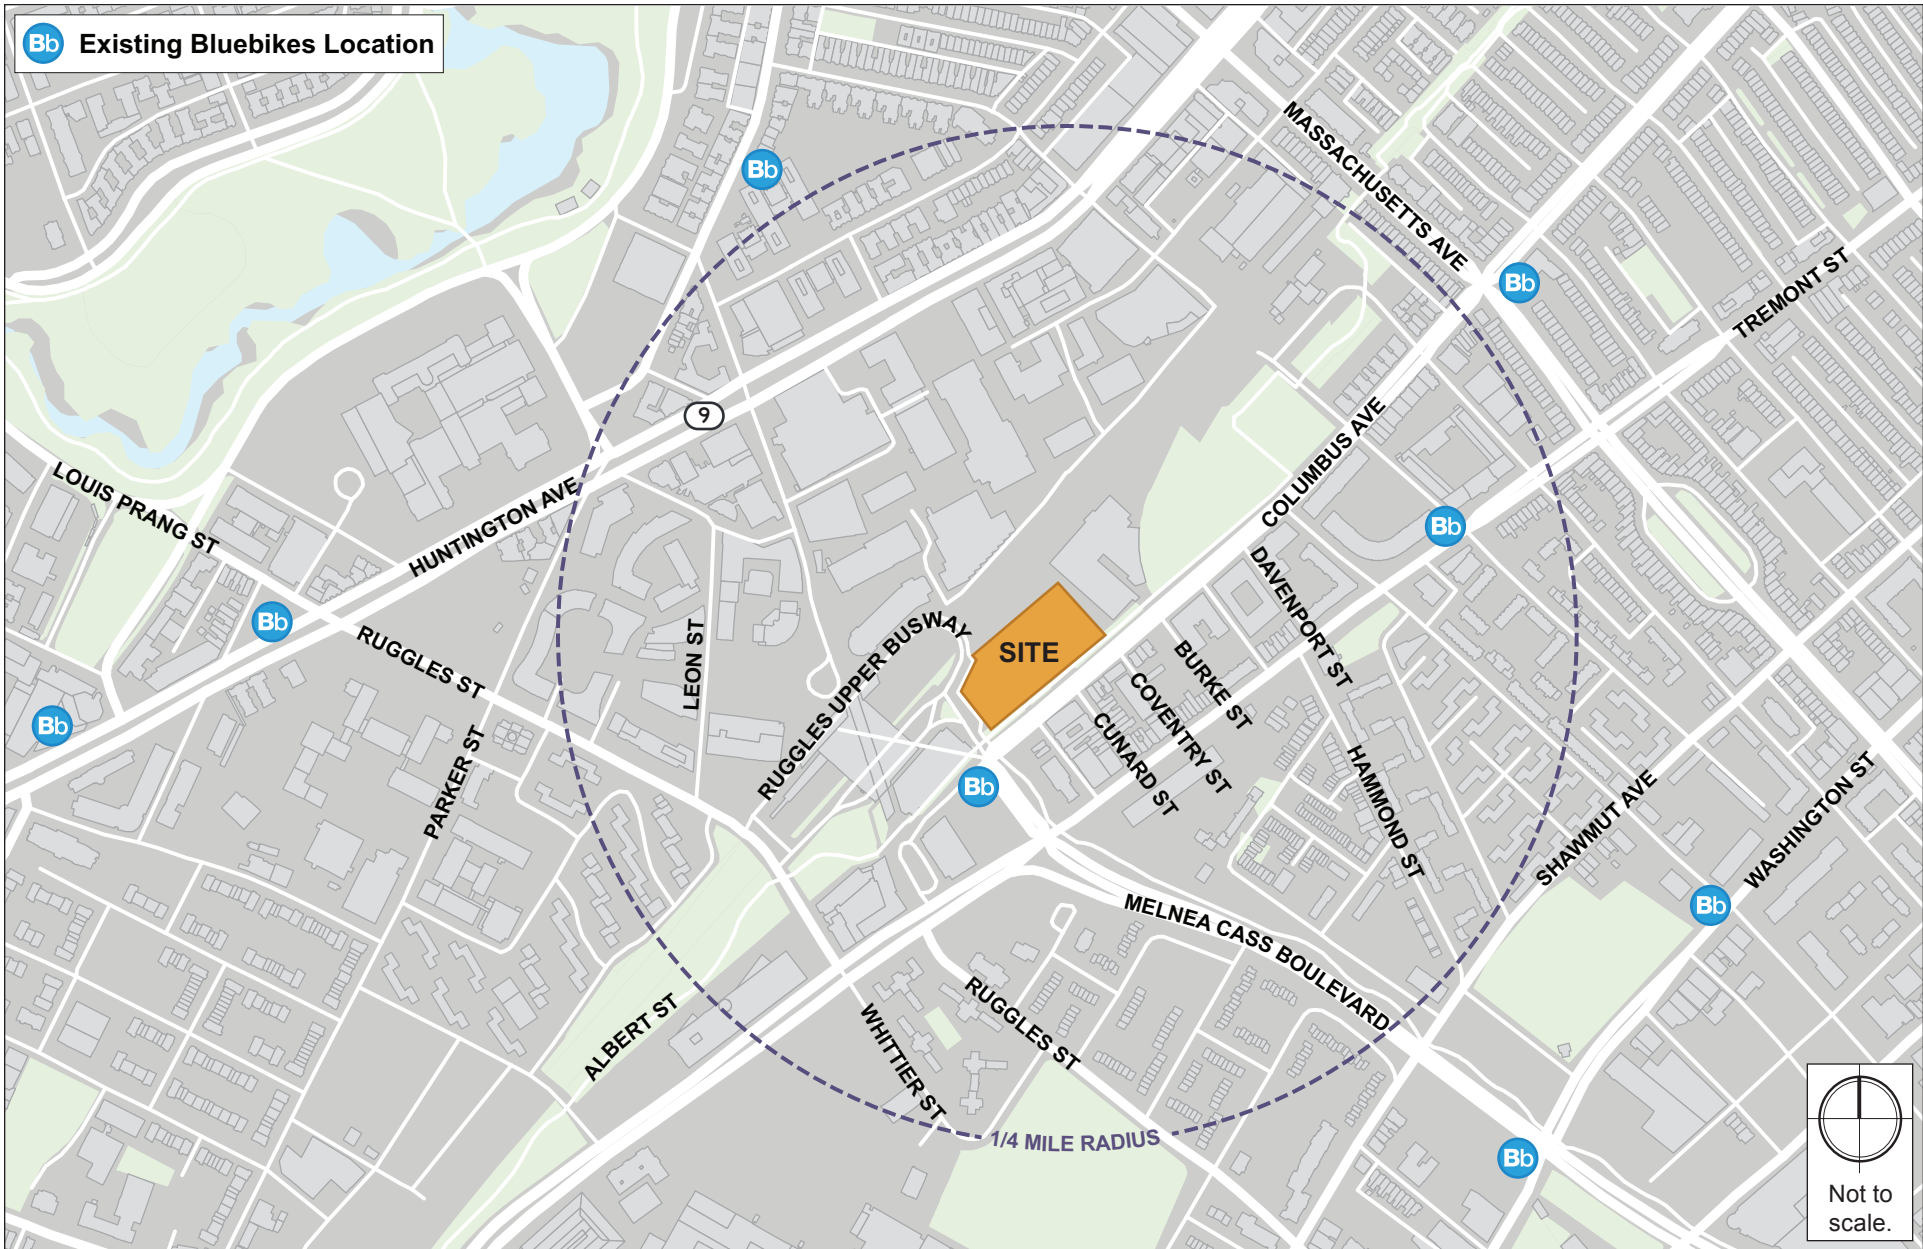 Bb Existing Bluebikes Location
Bb
MASSACHUSETTS AVE
Bb
TREMONT ST
9
COLUMBUS AVE
LOUIS PRANG ST
HUNTINGTON AVE
Bb
DAVENPORT ST
Bb
RUGGLES ST
LEON ST
RUGGLES UPPER BUSWAY
SITE
BURKE ST
COVENTRY ST
CUNARD ST
Bb
PARKER ST
Bb
HAMMOND ST
SHAWMUT AVE
WASHINGTON ST
Bb
MELNEA CASS BOULEVARD
ALBERT ST
WHITTIER ST
RUGGLES ST
1/4 MILE RADIUS
Bb
Not to
scale.